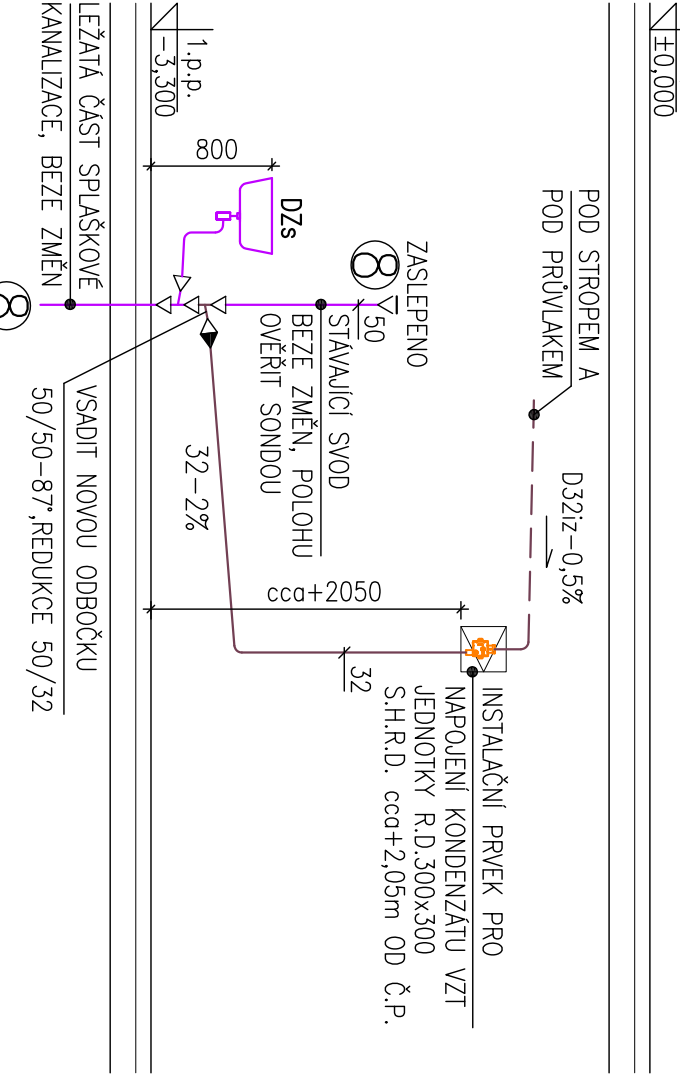 ±0,000
POD STROPEM A
POD PRŮVLAKEM
D32iz-0,5%
INSTALAČNÍ PRVEK PRO
NAPOJENÍ KONDENZÁTU VZT
JEDNOTKY R.D.300x300
S.H.R.D. cca+2,05m OD Č.P.
ZASLEPENO
8
50
STÁVAJÍCÍ SVOD
BEZE ZMĚN, POLOHU
OVĚŘIT SONDOU
cca+2050
32
DZs
800
32-2%
1.p.p.
-3,300
LEŽATÁ ČÁST SPLAŠKOVÉ
KANALIZACE, BEZE ZMĚN
8
VSADIT NOVOU ODBOČKU
50/50-87°,REDUKCE 50/32